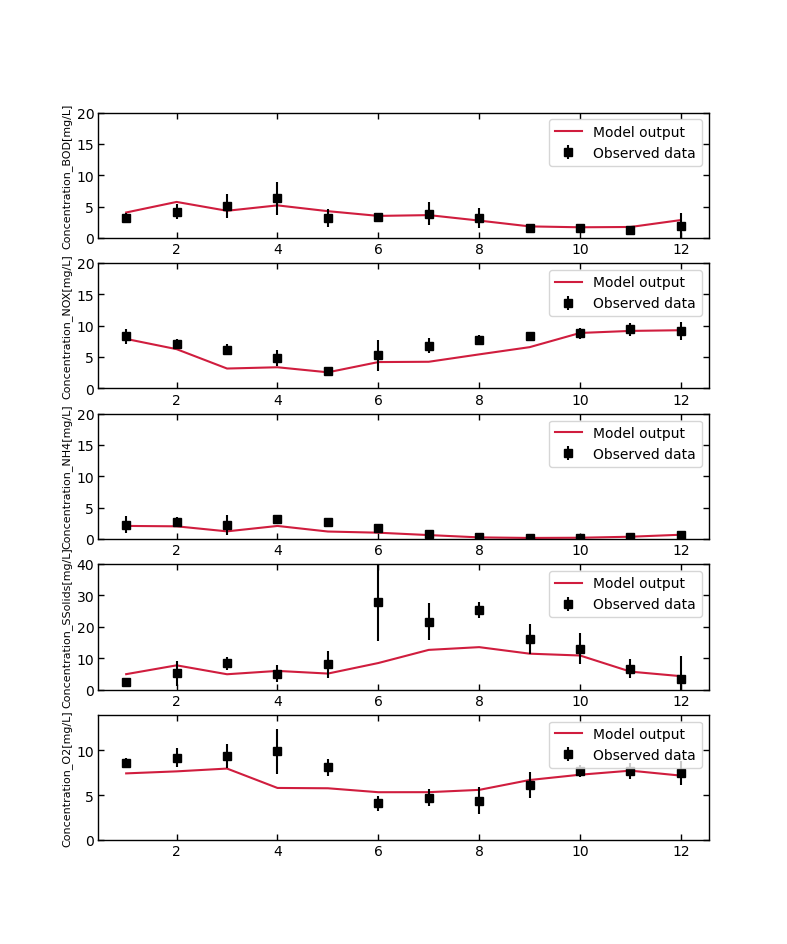 Concentration_BOD[mg/L]
20
15
10
5
0
Model output
Observed data
2 4 6 8 10 12
Concentration_NOX[mg/L]
20
15
10
5
0
Model output
Observed data
2 4 6 8 10 12
Concentration_NH4[mg/L]
20
15
10
5
0
Model output
Observed data
2 4 6 8 10 12
Concentration_SSolids[mg/L]
40
30
20
10
0
Model output
Observed data
2 4 6 8 10 12
Concentration_O2[mg/L]
10
5
0
Model output
Observed data
2 4 6 8 10 12